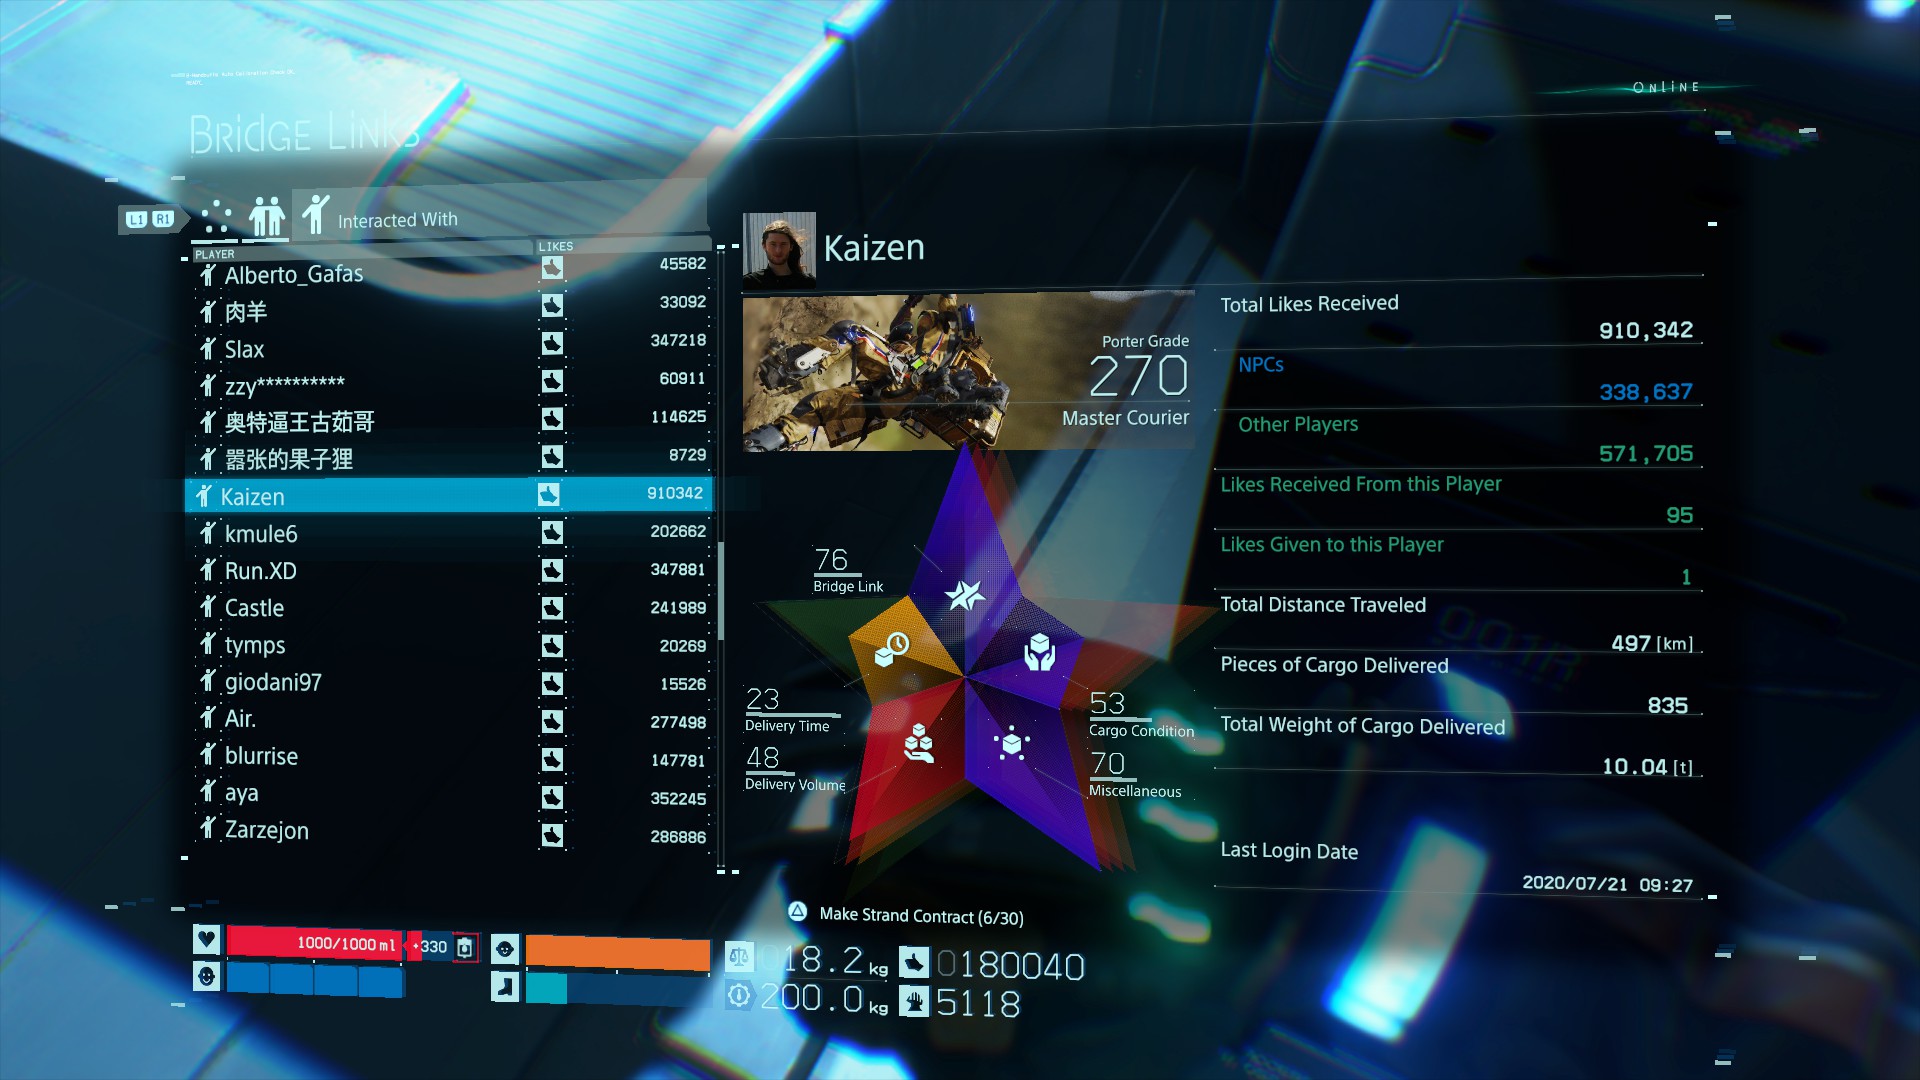 Bridge Links
Online
L1 R1
Interacted With
PLAYER LIKES
Alberto_Gafas 45582
肉羊 33092
Slax 347218
zzy********** 60911
奥特逼王古茹哥 114625
嚣张的果子狸 8729
Kaizen 910342
kmule6 202662
Run.XD 347881
Castle 241989
tymps 20269
giodani97 15526
Air. 277498
blurrise 147781
aya 352245
Zarzejon 286886
Kaizen
Porter Grade
270
Master Courier
76
Bridge Link
23
Delivery Time
48
Delivery Volume
53
Cargo Condition
70
Miscellaneous
Total Likes Received
910,342
NPCs
338,637
Other Players
571,705
Likes Received From this Player
95
Likes Given to this Player
1
Total Distance Traveled
497 [km]
Pieces of Cargo Delivered
835
Total Weight of Cargo Delivered
10.04 [t]
Last Login Date
2020/07/21 09:27
Make Strand Contract (6/30)
1000/1000 ml +330
018.2 kg 0180040
200.0 kg 5118